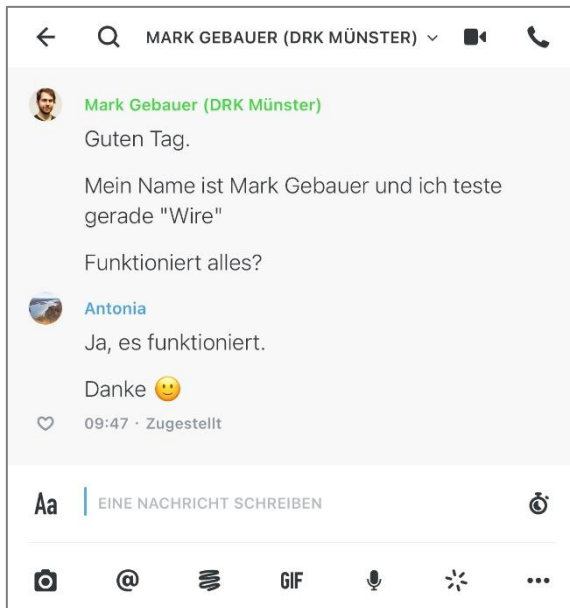 MARK GEBAUER (DRK MÜNSTER)
Mark Gebauer (DRK Münster)
Guten Tag.
Mein Name ist Mark Gebauer und ich teste
gerade "Wire"
Funktioniert alles?
Antonia
Ja, es funktioniert.
Danke 🙂
09:47 · Zugestellt
Aa EINE NACHRICHT SCHREIBEN
@ GIF